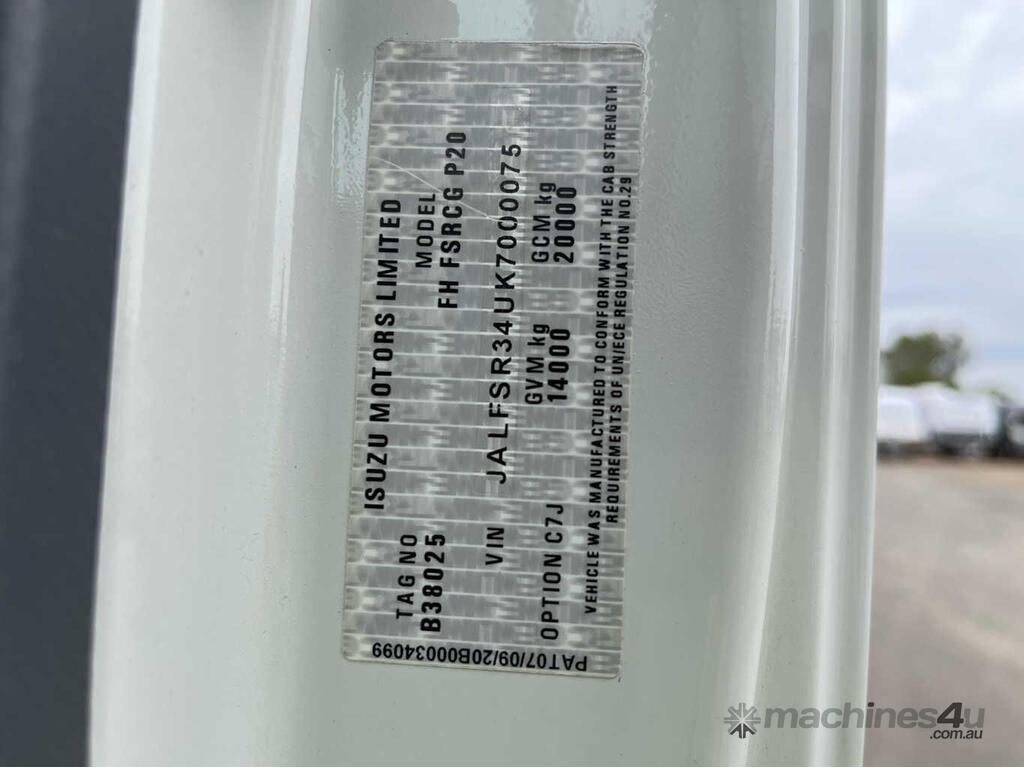 ISUZU MOTORS LIMITED
TAG NO
MODEL
B38025
FH FSRCG P20
VIN
JALFSR34UK7000075
GVM kg
GCM kg
OPTION C7J
14000
20000
VEHICLE WAS MANUFACTURED TO CONFORM WITH THE CAB STRENGTH
REQUIREMENTS OF UN/ECE REGULATION NO.29
PAT07/09/20B00034099
machines4u
.com.au